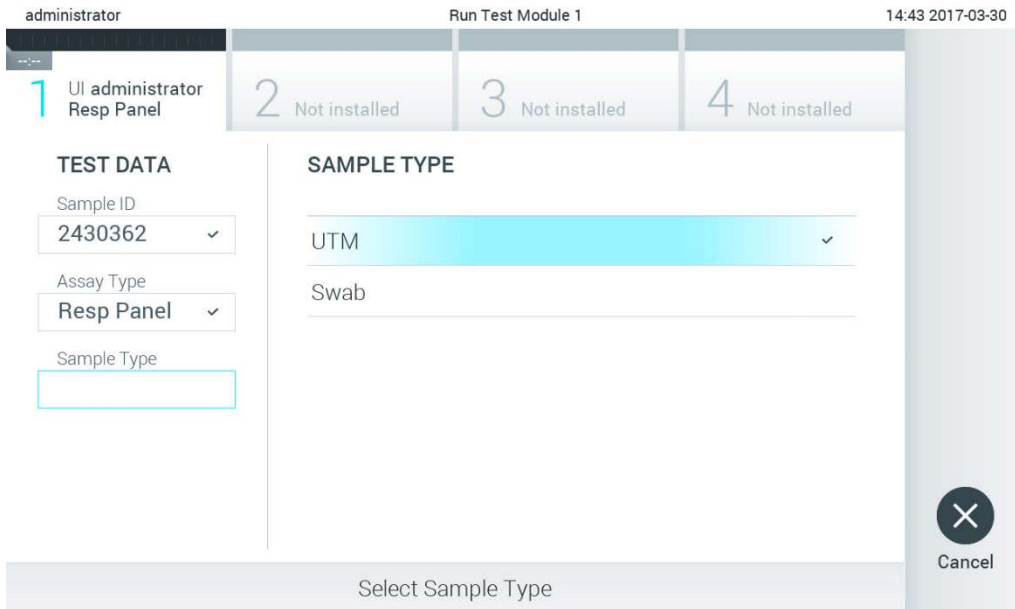 administrator
Run Test Module 1
14:43 2017-03-30
--:--
1 UI administrator
Resp Panel
2 Not installed
3 Not installed
4 Not installed
TEST DATA
Sample ID
2430362
Assay Type
Resp Panel
Sample Type
SAMPLE TYPE
UTM
Swab
Cancel
Select Sample Type